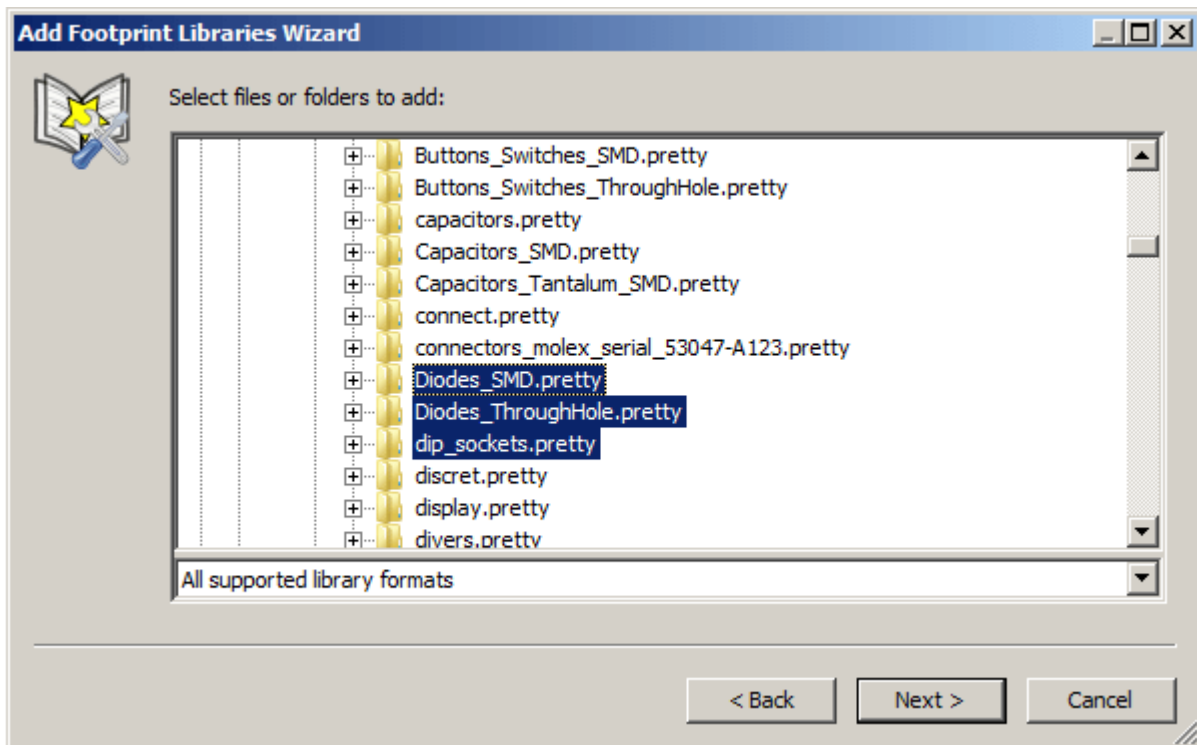 Add Footprint Libraries Wizard
Select files or folders to add:
Buttons_Switches_SMD.pretty
Buttons_Switches_ThroughHole.pretty
capacitors.pretty
Capacitors_SMD.pretty
Capacitors_Tantalum_SMD.pretty
connect.pretty
connectors_molex_serial_53047-A123.pretty
Diodes_SMD.pretty
Diodes_ThroughHole.pretty
dip_sockets.pretty
discret.pretty
display.pretty
divers.pretty
All supported library formats
< Back Next > Cancel